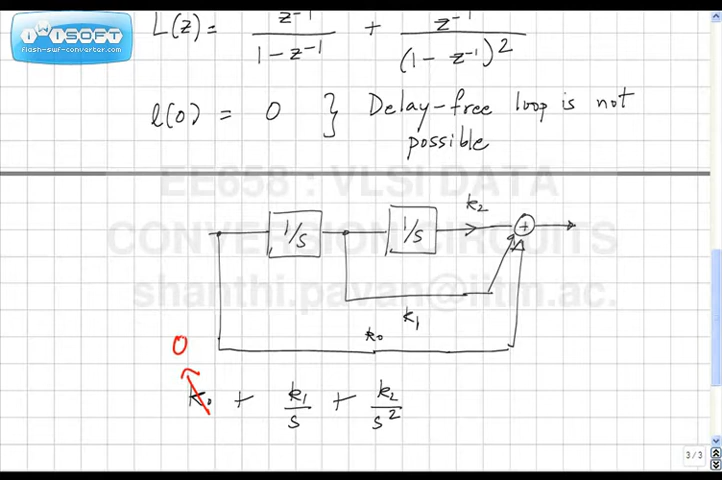 iWiSOFT
flash-swf-converter.com
L(z) = z⁻¹ / (1 − z⁻¹) + z⁻¹ / (1 − z⁻¹)²
l(0) = 0 } Delay-free loop is not
possible
EE658 : VLSI DATA
CONVERSION CIRCUITS
shanthi.pavan@iitm.ac.
k₂
1/s 1/s +
k₁
k₀
0
k₀ + k₁/s + k₂/s²
3/3